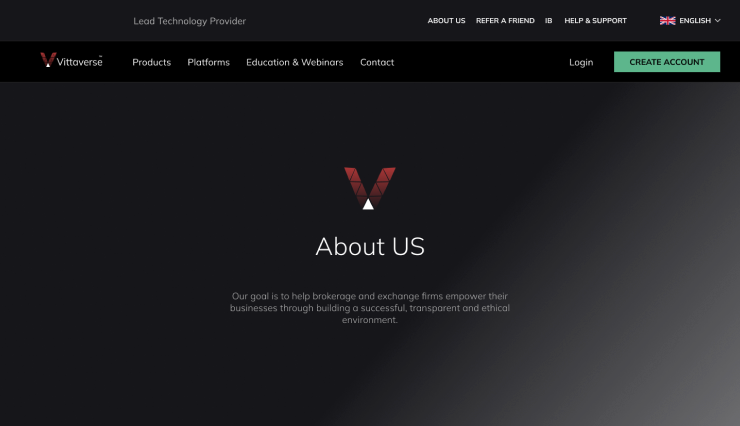 Lead Technology Provider
ABOUT US REFER A FRIEND IB HELP & SUPPORT ENGLISH
Vittaverse™ Products Platforms Education & Webinars Contact Login CREATE ACCOUNT
About US
Our goal is to help brokerage and exchange firms empower their
businesses through building a successful, transparent and ethical
environment.